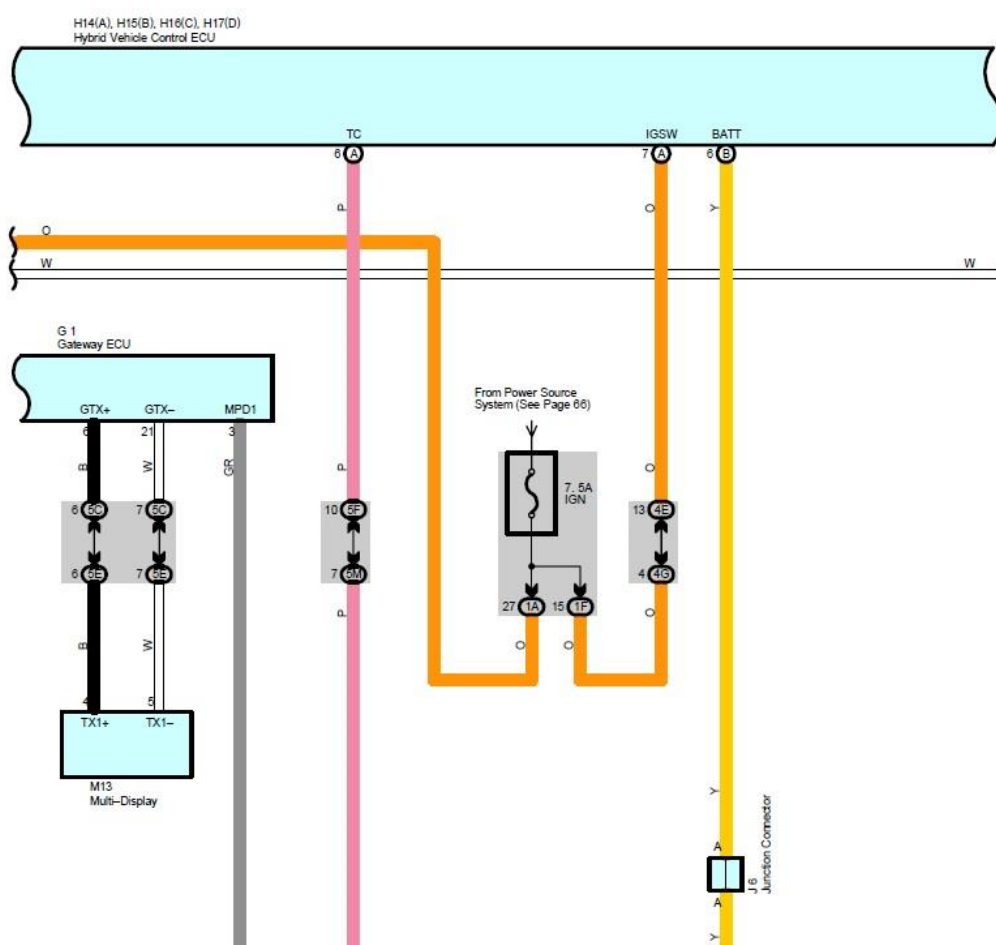 H14(A), H15(B), H16(C), H17(D)
Hybrid Vehicle Control ECU
TC
IGSW
BATT
6 A
7 A
6 B
P
O
Y
O
W
W
G 1
Gateway ECU
GTX+
GTX–
MPD1
6
21
3
From Power Source
System (See Page 66)
B
W
GR
P
O
7. 5A
IGN
6 5C
7 5C
10 5F
13 4E
6 5E
7 5E
7 5M
4 4G
27 1A
15 1F
P
O
B
W
O
O
4
5
TX1+
TX1–
M13
Multi–Display
Y
A
J 6
Junction Connector
A
Y